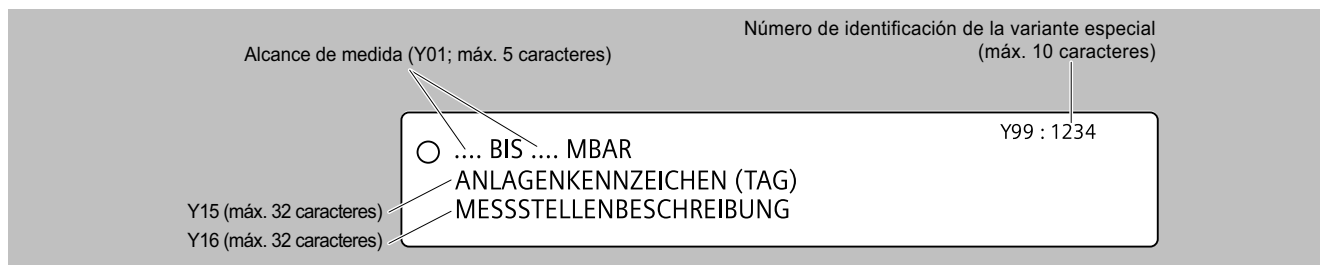 Número de identificación de la variante especial
(máx. 10 caracteres)
Alcance de medida (Y01; máx. 5 caracteres)
Y99 : 1234
.... BIS .... MBAR
ANLAGENKENNZEICHEN (TAG)
Y15 (máx. 32 caracteres)
MESSSTELLENBESCHREIBUNG
Y16 (máx. 32 caracteres)